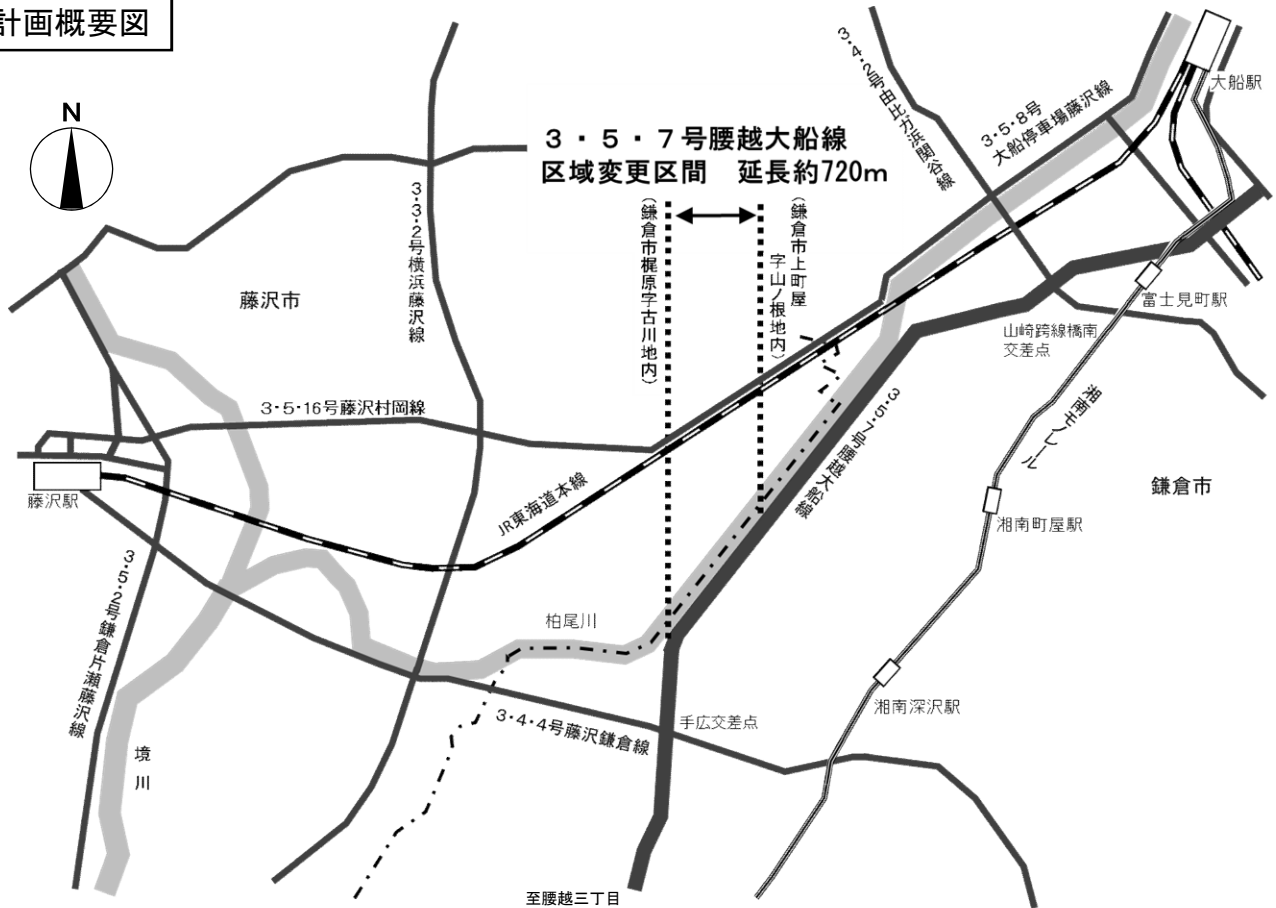 計画概要図
N
3・5・7号腰越大船線
区域変更区間 延長約720m
(鎌倉市梶原字古川地内)
(鎌倉市上町屋
字山ノ根地内)
3・4・2号由比ガ浜関谷線
3・5・8号
大船停車場藤沢線
大船駅
富士見町駅
山崎跨線橋南
交差点
湘南モノレール
鎌倉市
湘南町屋駅
湘南深沢駅
3・5・7号腰越大船線
藤沢市
3・3・2号横浜藤沢線
3・5・16号藤沢村岡線
藤沢駅
JR東海道本線
3・5・2号鎌倉片瀬藤沢線
柏尾川
境川
3・4・4号藤沢鎌倉線
手広交差点
至腰越三丁目